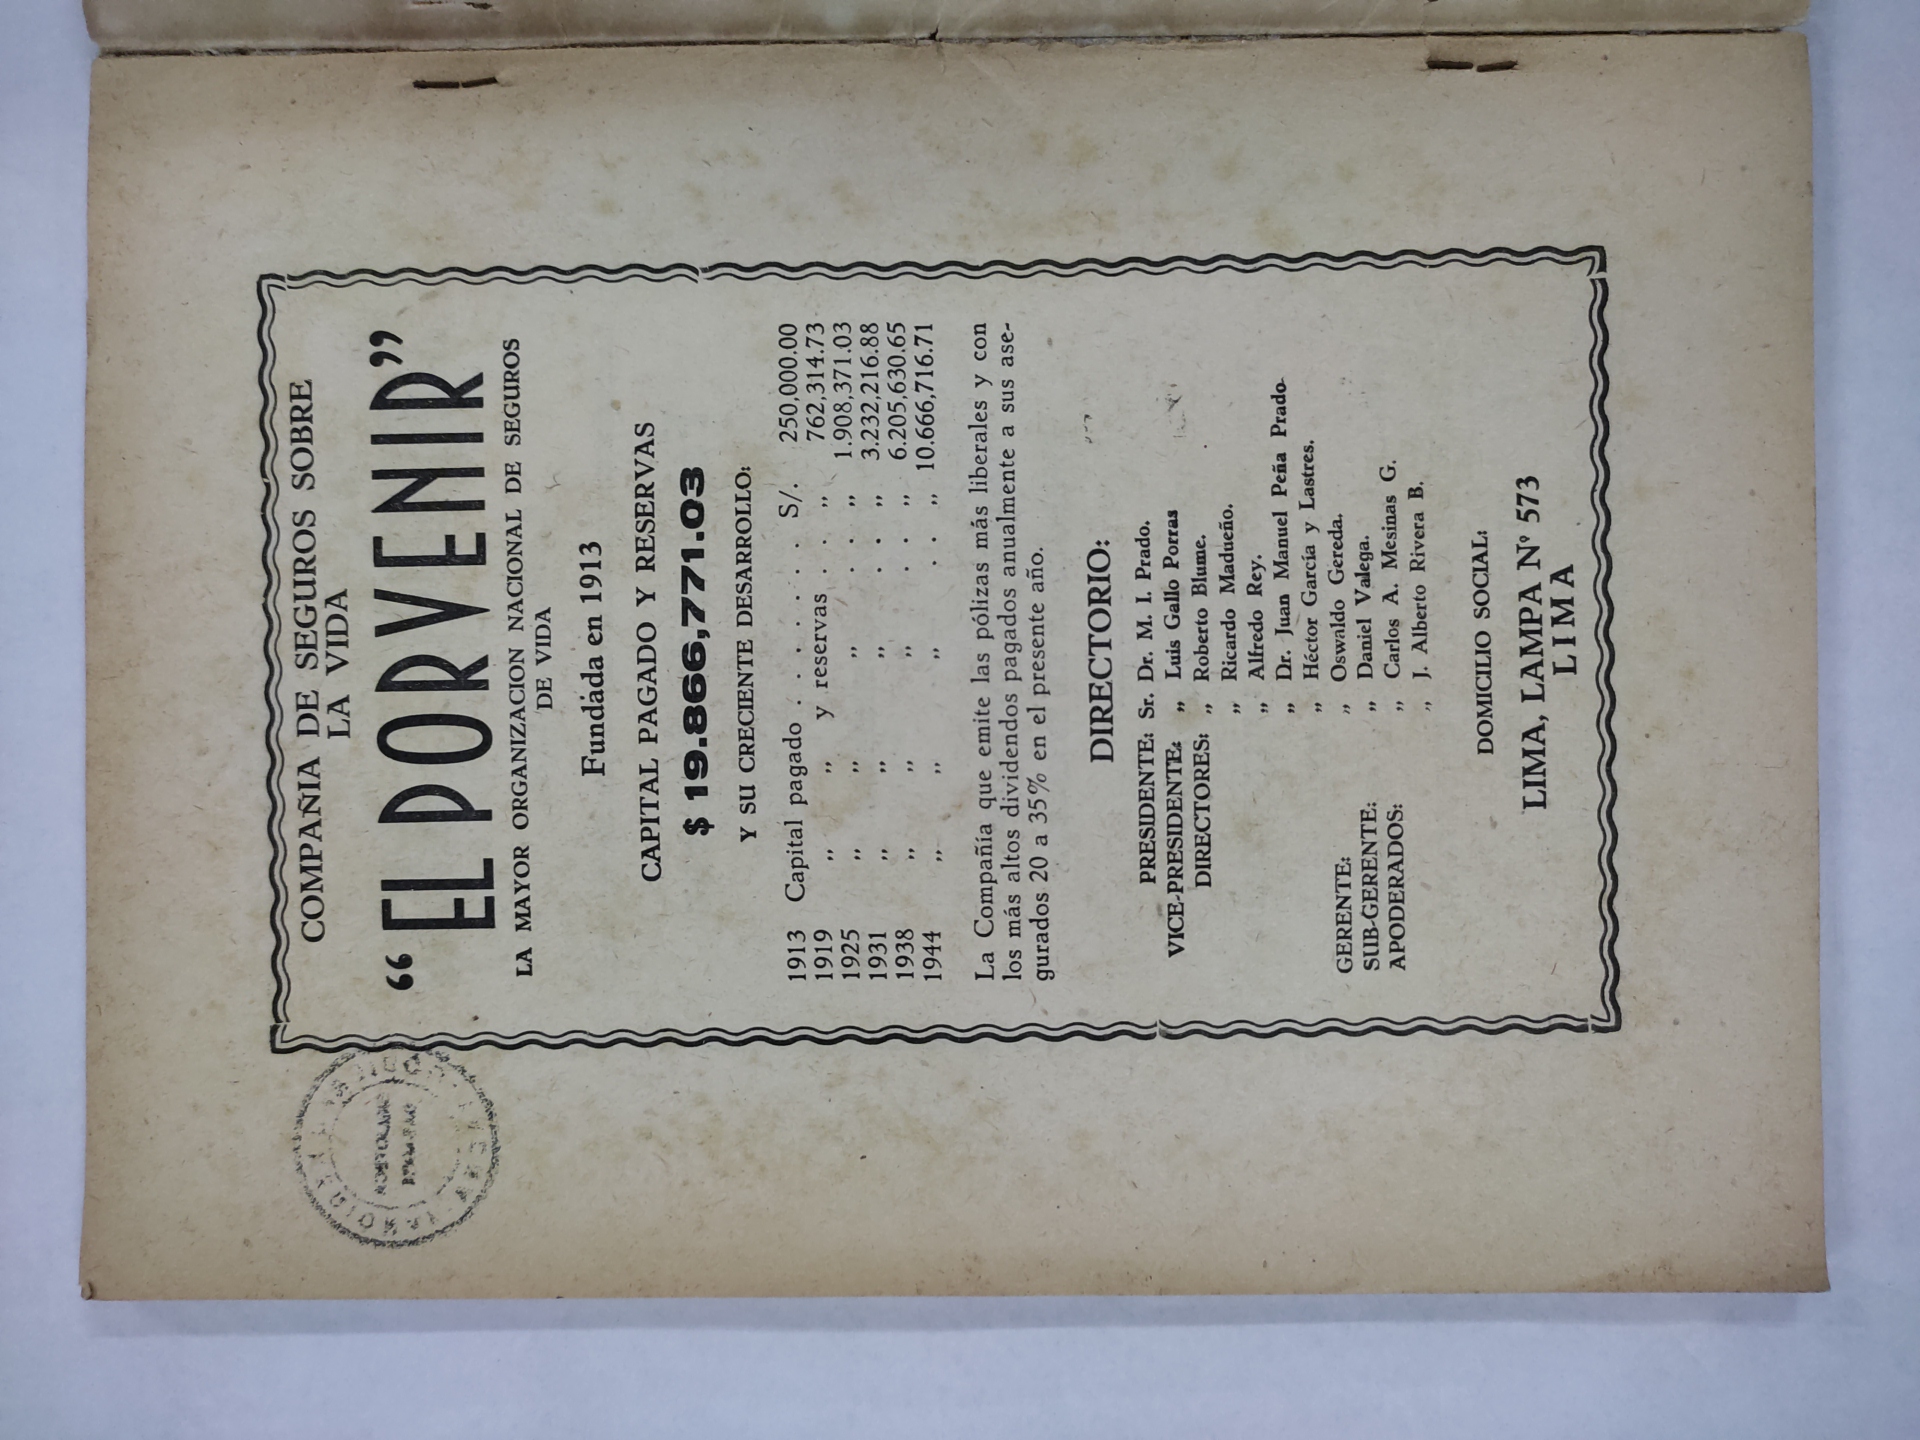 COMPAÑIA DE SEGUROS SOBRE
LA VIDA
“EL PORVENIR”
LA MAYOR ORGANIZACION NACIONAL DE SEGUROS
DE VIDA
Fundada en 1913
CAPITAL PAGADO Y RESERVAS
$ 19.866,771.03
Y SU CRECIENTE DESARROLLO:
1913 Capital pagado . . . . . . S/. 250,000.00
1919 ,, ,, y reservas . . ,, 762,314.73
1925 ,, ,, ,, . . ,, 1.908,371.03
1931 ,, ,, ,, . . ,, 3.232,216.88
1938 ,, ,, ,, . . ,, 6.205,630.65
1944 ,, ,, ,, . . ,, 10.666,716.71
La Compañía que emite las pólizas más liberales y con
los más altos dividendos pagados anualmente a sus ase-
gurados 20 a 35% en el presente año.
DIRECTORIO:
PRESIDENTE: Sr. Dr. M. I. Prado.
VICE-PRESIDENTE: ,, Luis Gallo Porras
DIRECTORES: ,, Roberto Blume.
,, Ricardo Madueño.
,, Alfredo Rey.
,, Dr. Juan Manuel Peña Prado
,, Héctor García y Lastres.
GERENTE: ,, Oswaldo Gereda.
SUB-GERENTE: ,, Daniel Valega.
APODERADOS: ,, Carlos A. Mesinas G.
,, J. Alberto Rivera B.
DOMICILIO SOCIAL:
LIMA, LAMPA Nº 573
LIMA